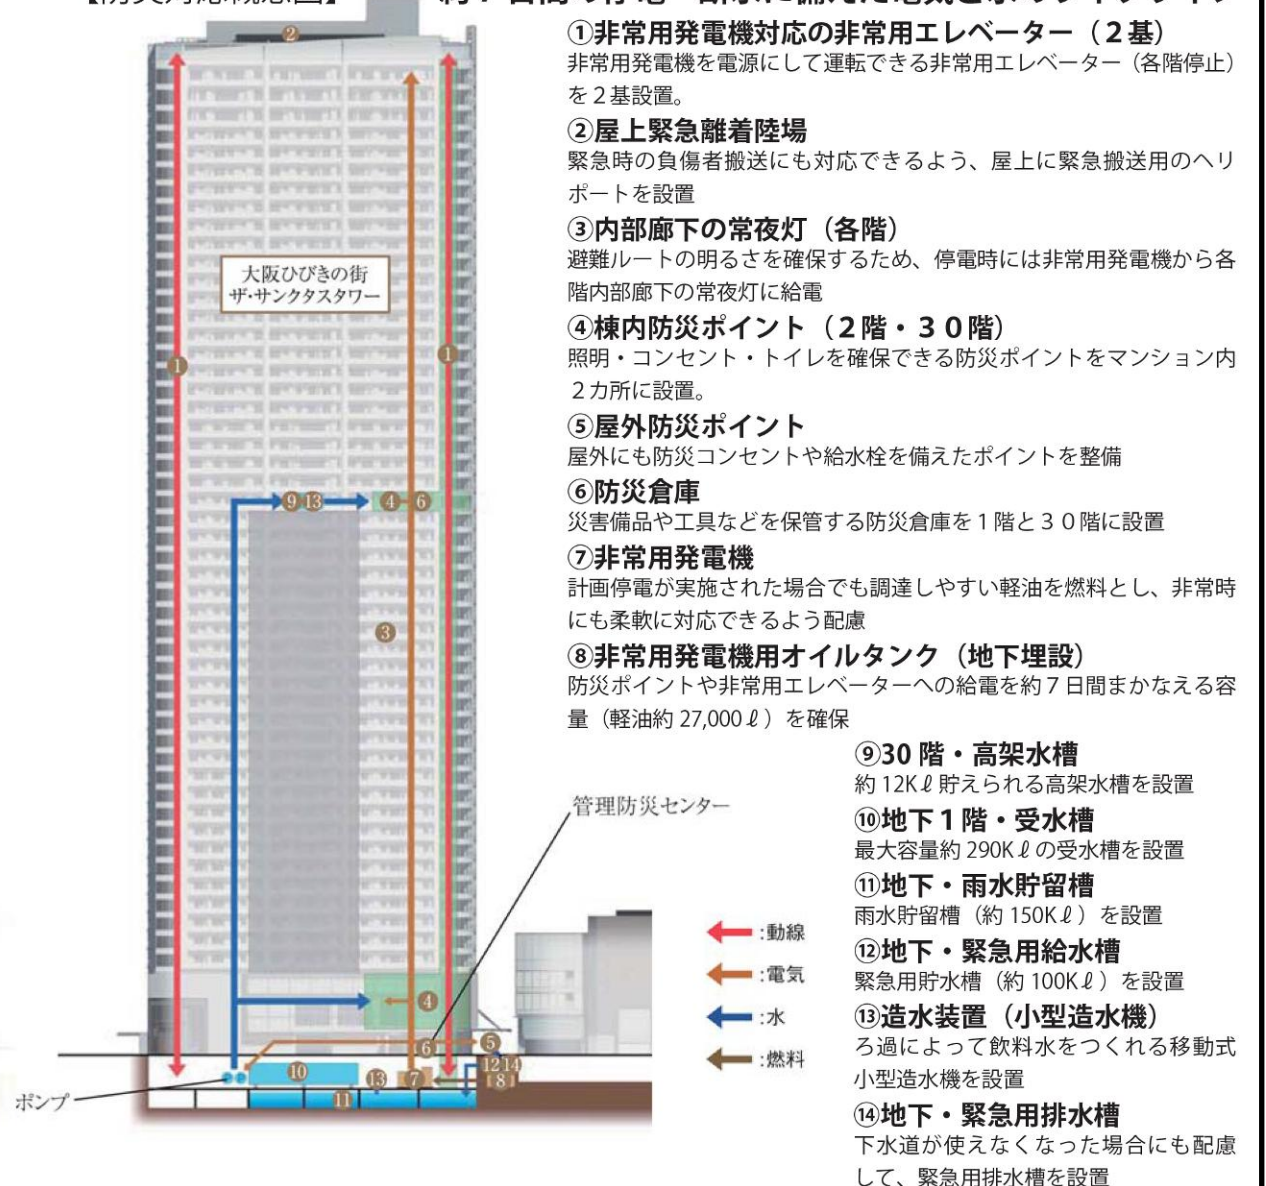 ①非常用発電機対応の非常用エレベーター（２基）
非常用発電機を電源にして運転できる非常用エレベーター（各階停止）
を２基設置。
②屋上緊急離着陸場
緊急時の負傷者搬送にも対応できるよう、屋上に緊急搬送用のヘリ
ポートを設置
③内部廊下の常夜灯（各階）
避難ルートの明るさを確保するため、停電時には非常用発電機から各
階内部廊下の常夜灯に給電
④棟内防災ポイント（２階・３０階）
照明・コンセント・トイレを確保できる防災ポイントをマンション内
２カ所に設置。
⑤屋外防災ポイント
屋外にも防災コンセントや給水栓を備えたポイントを整備
⑥防災倉庫
災害備品や工具などを保管する防災倉庫を１階と３０階に設置
⑦非常用発電機
計画停電が実施された場合でも調達しやすい軽油を燃料とし、非常時
にも柔軟に対応できるよう配慮
⑧非常用発電機用オイルタンク（地下埋設）
防災ポイントや非常用エレベーターへの給電を約７日間まかなえる容
量（軽油約 27,000ℓ）を確保
⑨30 階・高架水槽
約 12Kℓ 貯えられる高架水槽を設置
⑩地下１階・受水槽
最大容量約 290Kℓ の受水槽を設置
⑪地下・雨水貯留槽
雨水貯留槽（約 150Kℓ）を設置
⑫地下・緊急用給水槽
緊急用貯水槽（約 100Kℓ）を設置
⑬造水装置（小型造水機）
ろ過によって飲料水をつくれる移動式
小型造水機を設置
⑭地下・緊急用排水槽
下水道が使えなくなった場合にも配慮
して、緊急用排水槽を設置
②
大阪ひびきの街
ザ・サンクタスタワー
①
①
⑨⑬
④
⑥
③
管理防災センター
④
⑤
⑥
⑩
⑬
⑦
⑫⑭
⑧
⑪
ポンプ
:動線
:電気
:水
:燃料